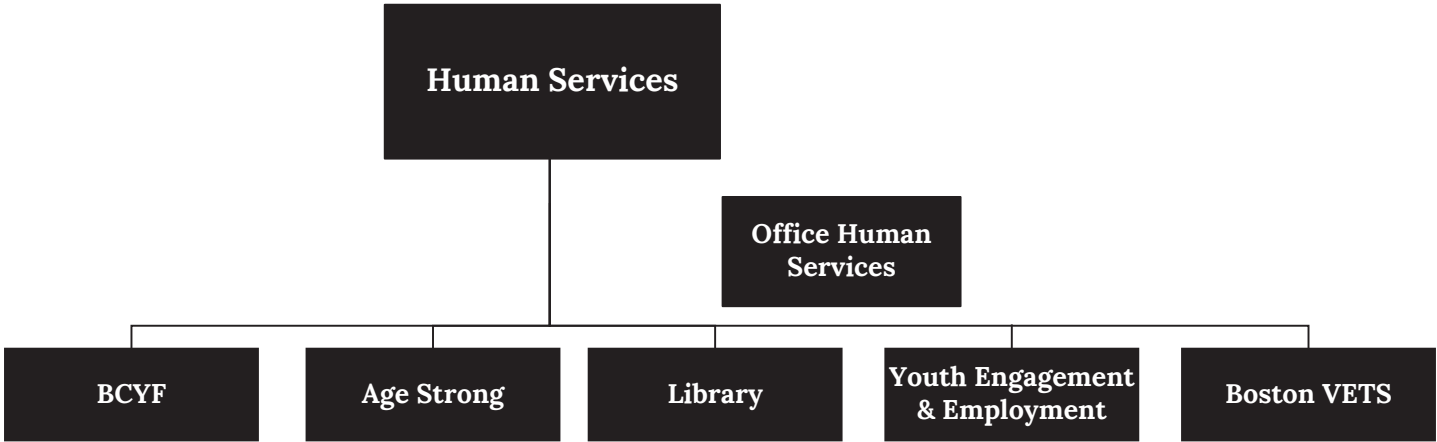 Human Services
Office Human
Services
BCYF
Age Strong
Library
Youth Engagement
& Employment
Boston VETS